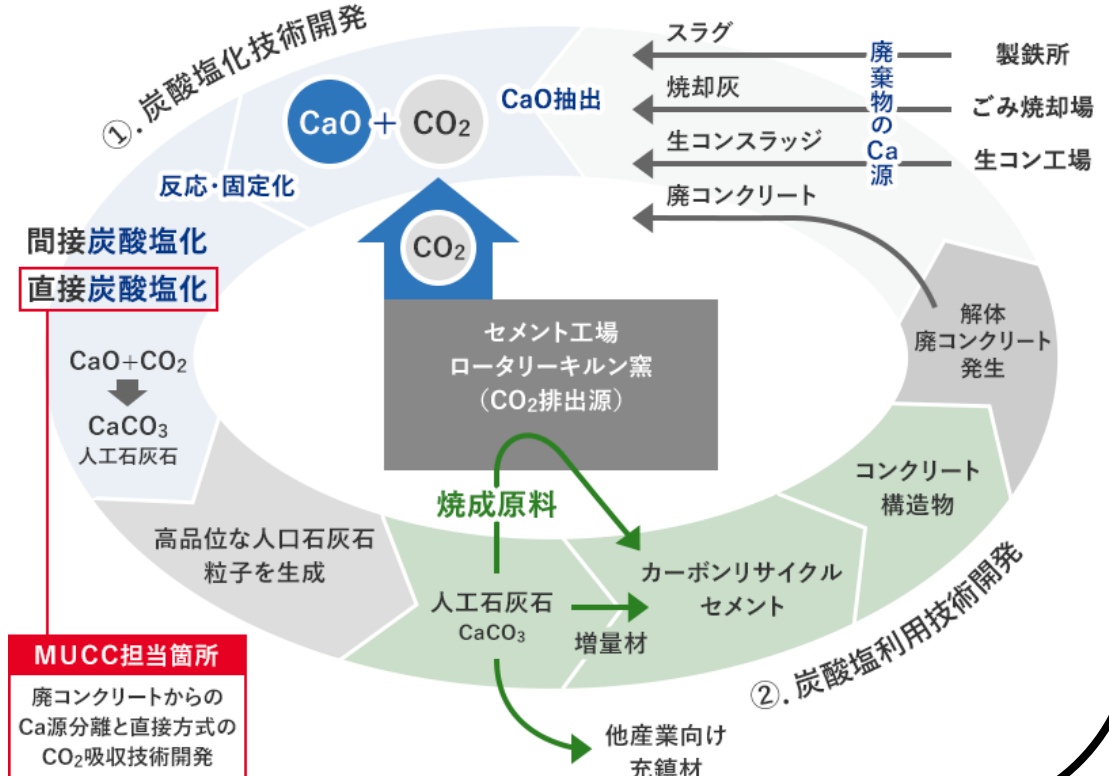 ①.炭酸塩化技術開発
CaO + CO₂
CaO抽出
反応・固定化
スラグ
焼却灰
生コンスラッジ
廃コンクリート
廃棄物のCa源
製鉄所
ごみ焼却場
生コン工場
間接炭酸塩化
直接炭酸塩化
CO₂
セメント工場
ロータリーキルン窯
（CO₂排出源）
解体
廃コンクリート
発生
CaO+CO₂
CaCO₃
人工石灰石
コンクリート
構造物
焼成原料
高品位な人口石灰石
粒子を生成
カーボンリサイクル
セメント
人工石灰石
CaCO₃
増量材
②.炭酸塩利用技術開発
MUCC担当箇所
廃コンクリートからの
Ca源分離と直接方式の
CO₂吸収技術開発
他産業向け
充鎮材